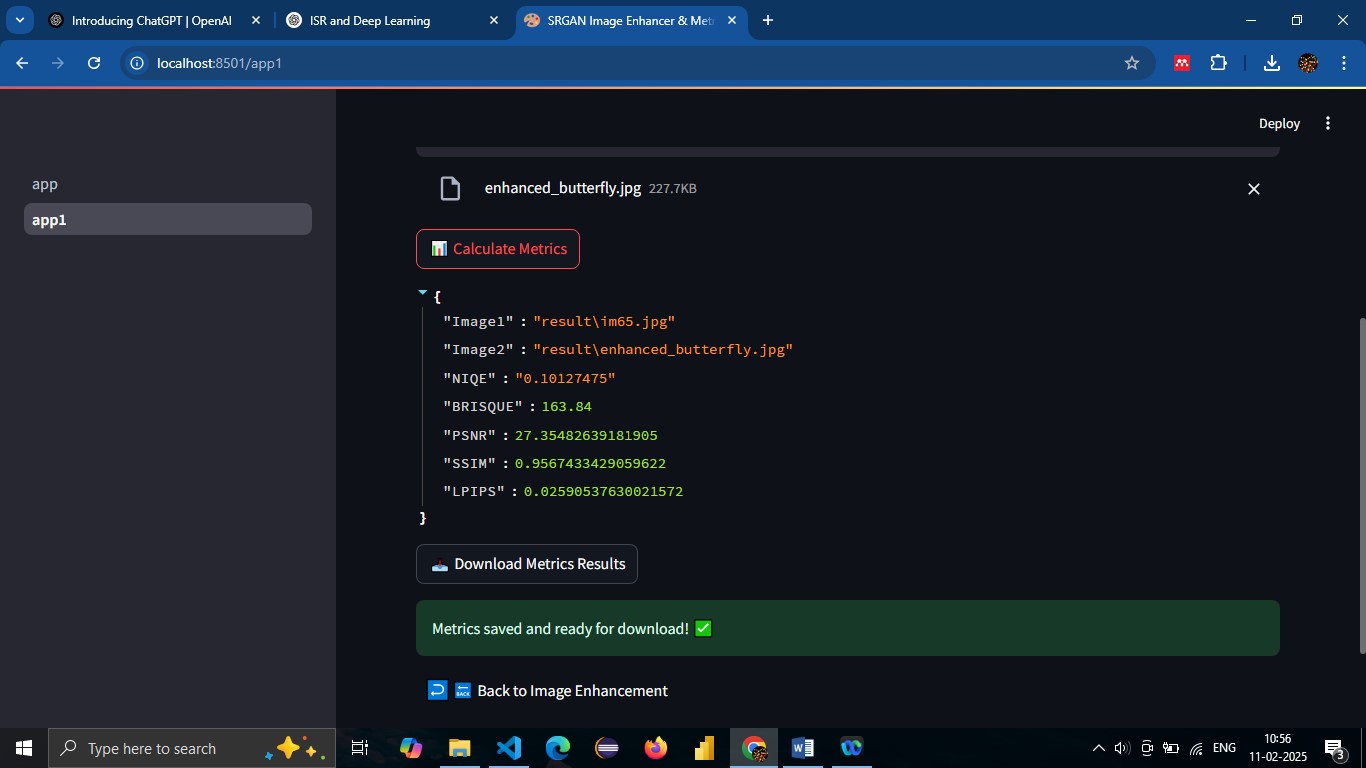 Introducing ChatGPT | OpenAI
ISR and Deep Learning
SRGAN Image Enhancer & Met
localhost:8501/app1
Deploy
app
app1
enhanced_butterfly.jpg 227.7KB
Calculate Metrics
{
"Image1" : "result\im65.jpg"
"Image2" : "result\enhanced_butterfly.jpg"
"NIQE" : "0.10127475"
"BRISQUE" : 163.84
"PSNR" : 27.35482639181905
"SSIM" : 0.9567433429059622
"LPIPS" : 0.02590537630021572
}
Download Metrics Results
Metrics saved and ready for download!
BACK Back to Image Enhancement
Type here to search
ENG
10:56
11-02-2025
3